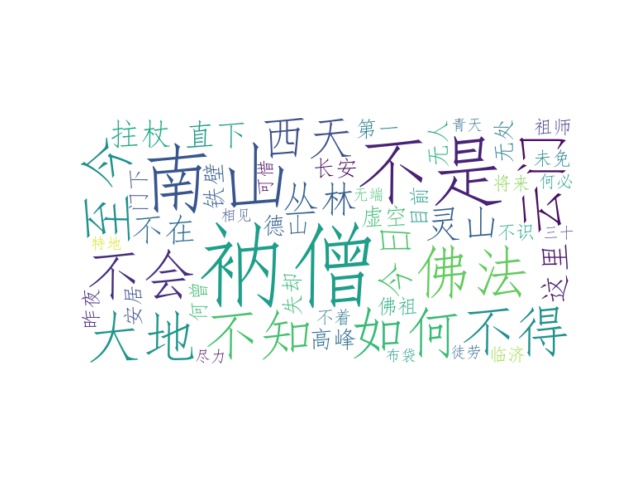 拄杖
直下
西天
第一
青天
祖师
无人
无处
云门
未免
何必
至今
南山
可惜
长安
不是
门下
铁壁
丛林
无端
将来
特地
不在
相见
德山
虚空
目前
灵山
不识
三十
这里
不会
衲僧
今日
佛法
昨夜
安居
何曾
失却
佛祖
大地
不知
不着
高峰
如何
不得
尽力
布袋
徒劳
临济